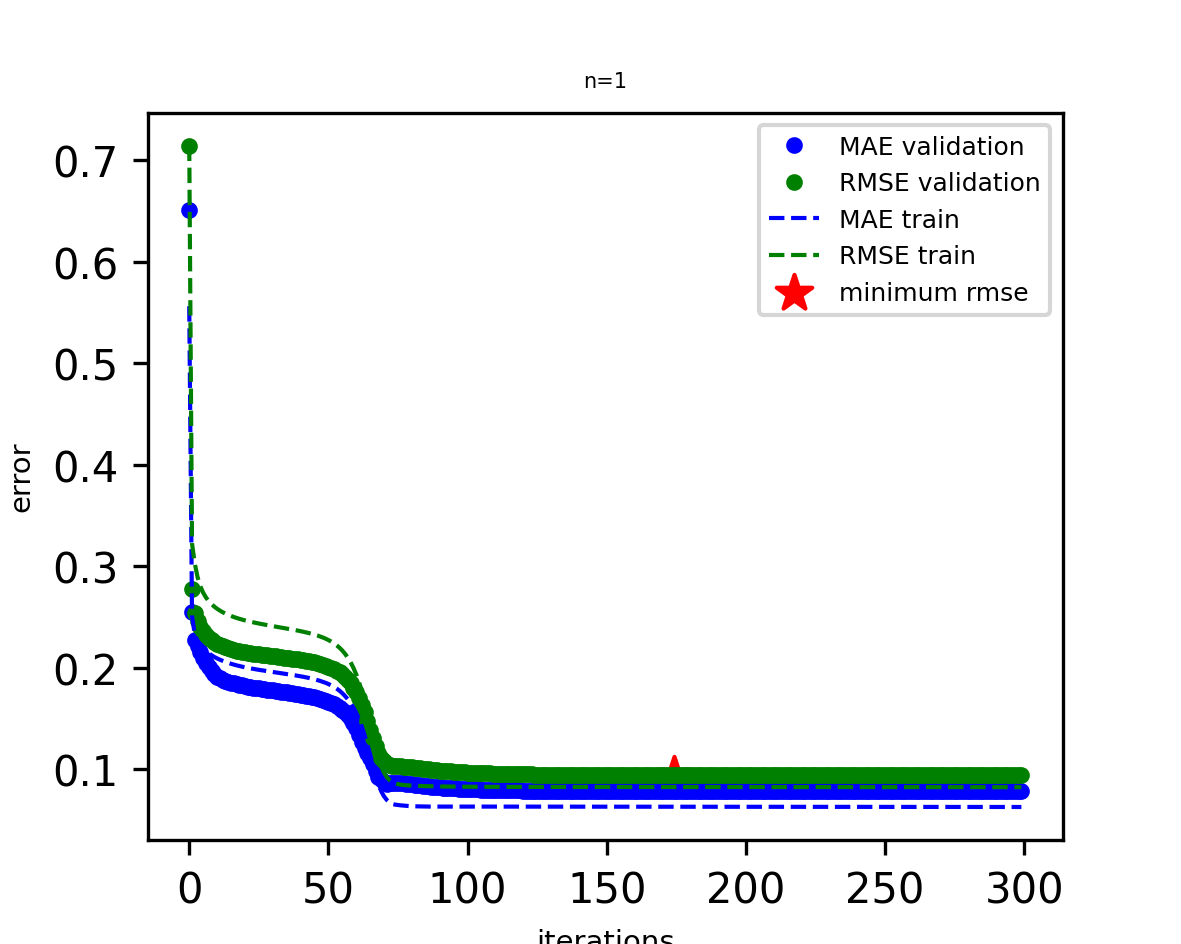 n=1
0.7
0.6
0.5
0.4
0.3
0.2
0.1
error
MAE validation
RMSE validation
MAE train
RMSE train
minimum rmse
0 50 100 150 200 250 300
iterations